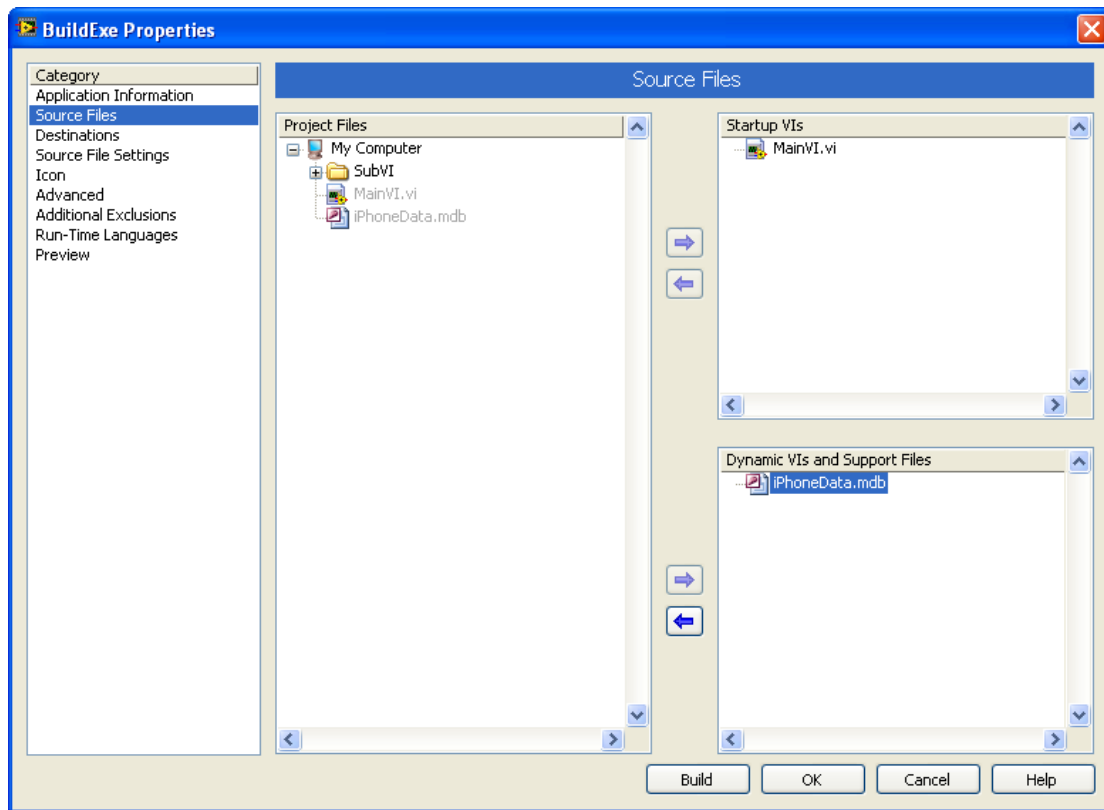 BuildExe Properties
Category
Application Information
Source Files
Destinations
Source File Settings
Icon
Advanced
Additional Exclusions
Run-Time Languages
Preview
Source Files
Project Files
My Computer
SubVI
MainVI.vi
iPhoneData.mdb
Startup VIs
MainVI.vi
Dynamic VIs and Support Files
iPhoneData.mdb
Build
OK
Cancel
Help